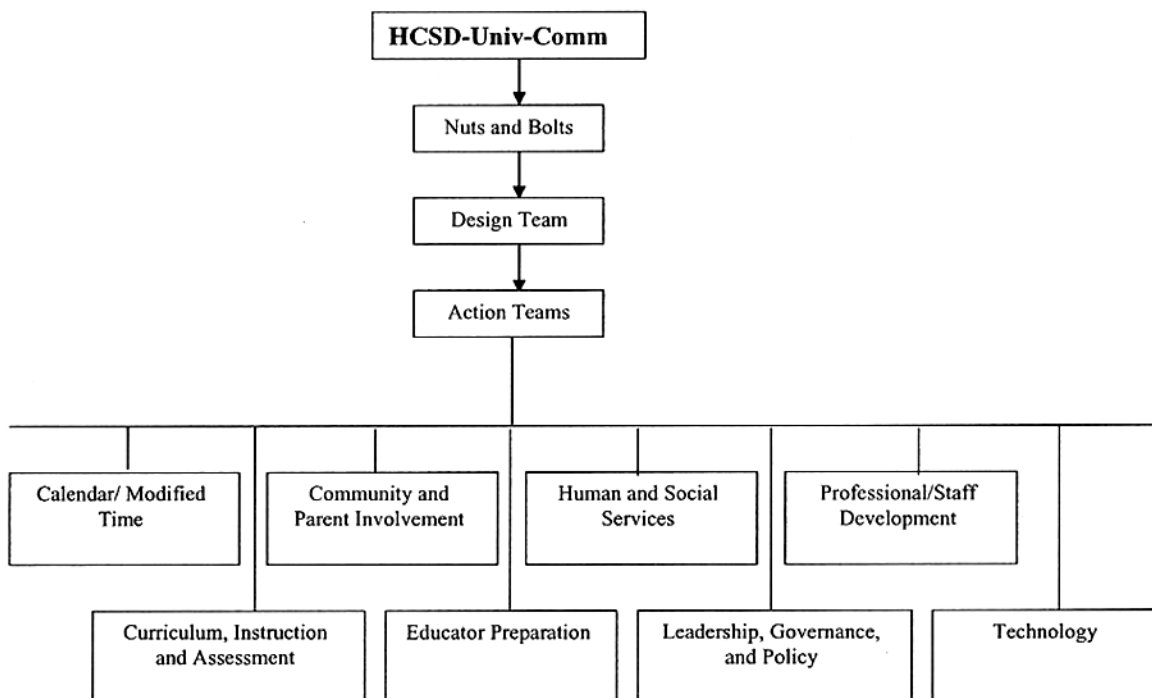 HCSD-Univ-Comm
Nuts and Bolts
Design Team
Action Teams
Calendar/ Modified
Time
Community and
Parent Involvement
Human and Social
Services
Professional/Staff
Development
Curriculum, Instruction
and Assessment
Educator Preparation
Leadership, Governance,
and Policy
Technology